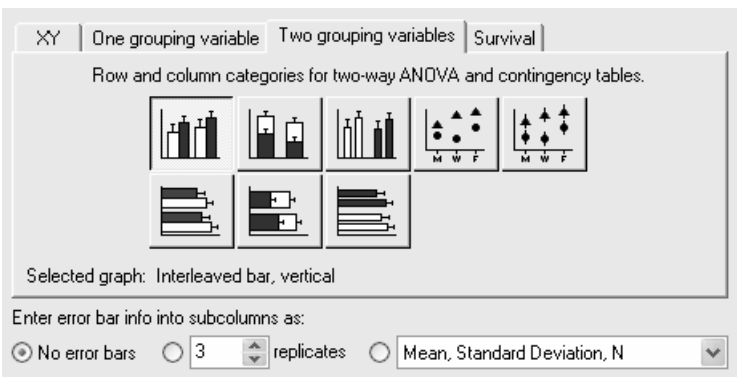 XY One grouping variable Two grouping variables Survival
Row and column categories for two-way ANOVA and contingency tables.
M W F M W F
Selected graph: Interleaved bar, vertical
Enter error bar info into subcolumns as:
No error bars 3 replicates Mean, Standard Deviation, N